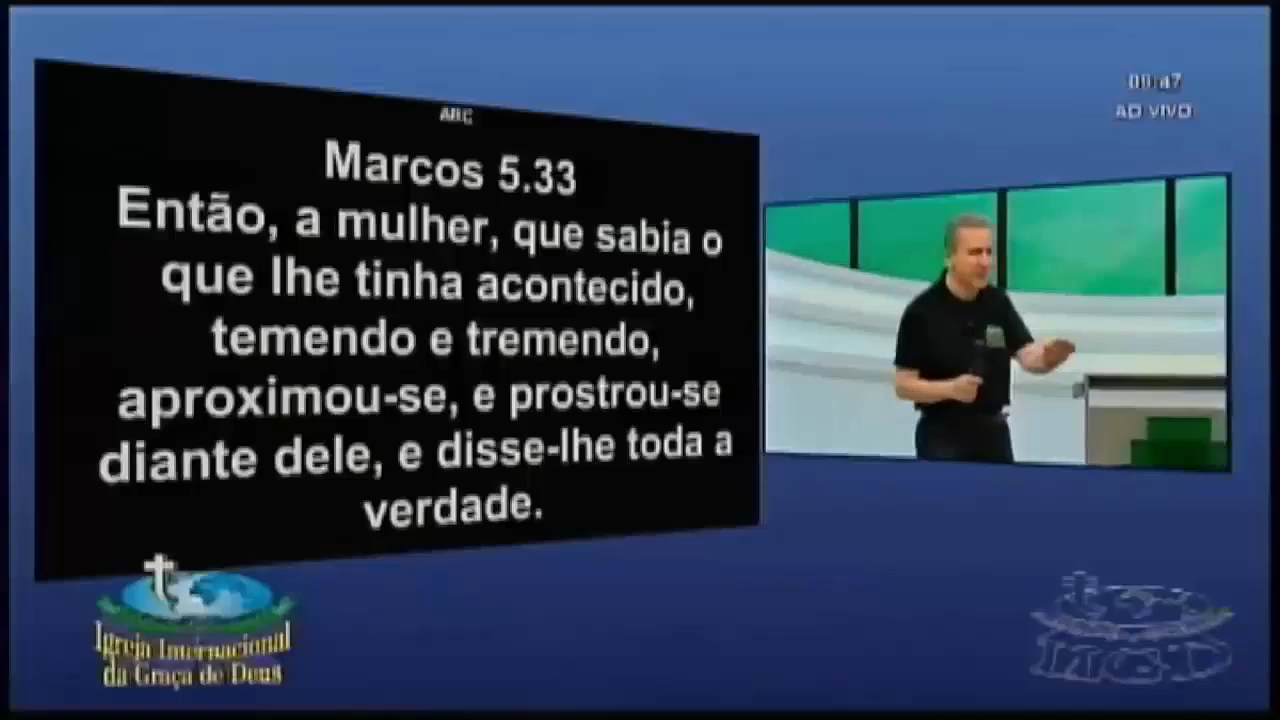 ARC
Marcos 5.33
Então, a mulher, que sabia o
que lhe tinha acontecido,
temendo e tremendo,
aproximou-se, e prostrou-se
diante dele, e disse-lhe toda a
verdade.
AO VIVO
Igreja Internacional
da Graça de Deus